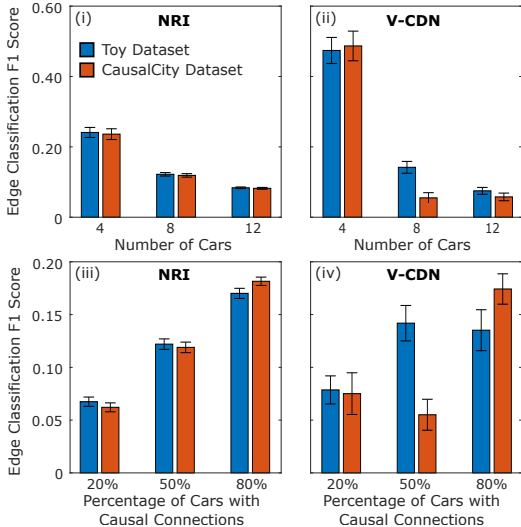 (i) NRI
Toy Dataset
CausalCity Dataset
Edge Classification F1 Score
0.60
0.40
0.20
0
4 8 12
Number of Cars
(ii) V-CDN
4 8 12
Number of Cars
(iii) NRI
Edge Classification F1 Score
0.20
0.15
0.10
0.05
0
20% 50% 80%
Percentage of Cars with
Causal Connections
(iv) V-CDN
20% 50% 80%
Percentage of Cars with
Causal Connections